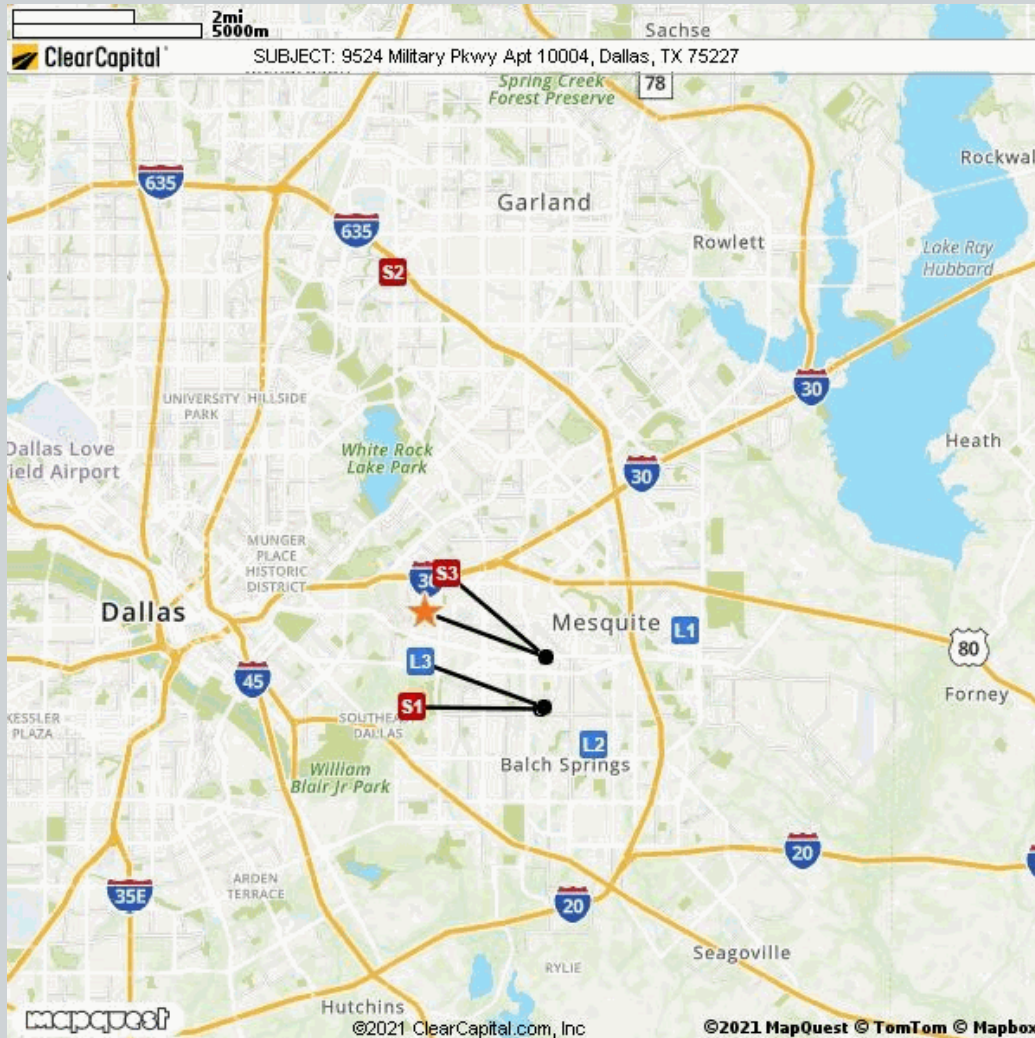 2mi
5000m
Sachse
ClearCapital
SUBJECT: 9524 Military Pkwy Apt 10004, Dallas, TX 75227
Spring Creek
Forest Preserve
78
Rockwal
635
Garland
635
Rowlett
Lake Ray
Hubbard
S2
30
UNIVERSITY
PARK
HILLSIDE
Dallas Love
ield Airport
White Rock
Lake Park
Heath
30
MUNGER
PLACE
HISTORIC
DISTRICT
30
S3
Dallas
Mesquite
L1
80
L3
45
Forney
KESSLER
PLAZA
S1
SOUTHEA
DALLAS
L2
Balch Springs
William
Blair Jr Park
20
ARDEN
TERRACE
35E
20
Seagoville
RYLIE
Hutchins
mapquest
©2021 ClearCapital.com, Inc
©2021 MapQuest © TomTom © Mapbox